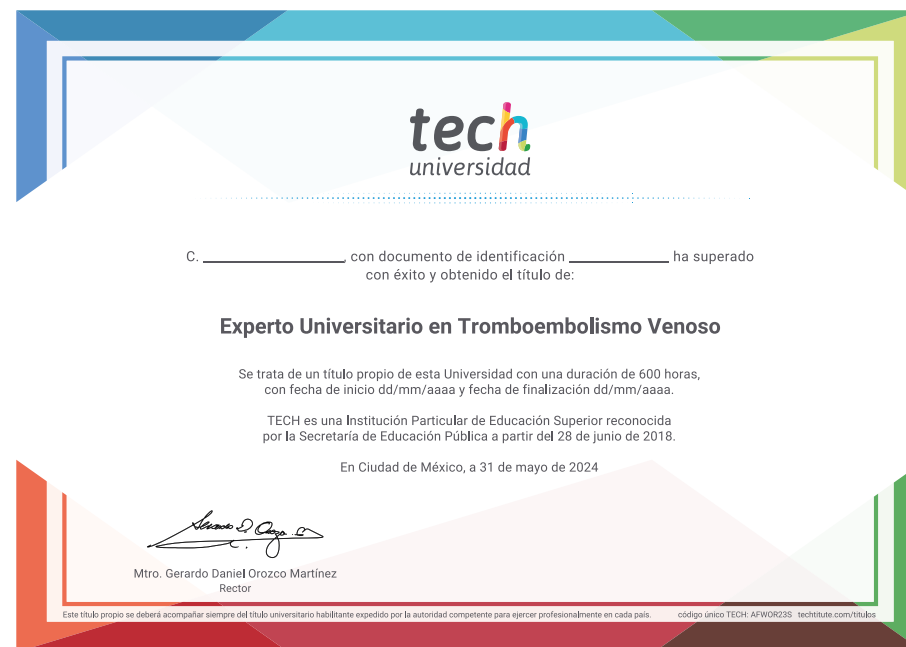 tech
universidad
C. ____________, con documento de identificación ____________ ha superado
con éxito y obtenido el título de:
Experto Universitario en Tromboembolismo Venoso
Se trata de un título propio de esta Universidad con una duración de 600 horas,
con fecha de inicio dd/mm/aaaa y fecha de finalización dd/mm/aaaa.
TECH es una Institución Particular de Educación Superior reconocida
por la Secretaría de Educación Pública a partir del 28 de junio de 2018.
En Ciudad de México, a 31 de mayo de 2024
Mtro. Gerardo Daniel Orozco Martínez
Rector
Este título propio se deberá acompañar siempre del título universitario habilitante expedido por la autoridad competente para ejercer profesionalmente en cada país. código único TECH: AFWOR23S techtitute.com/titulos